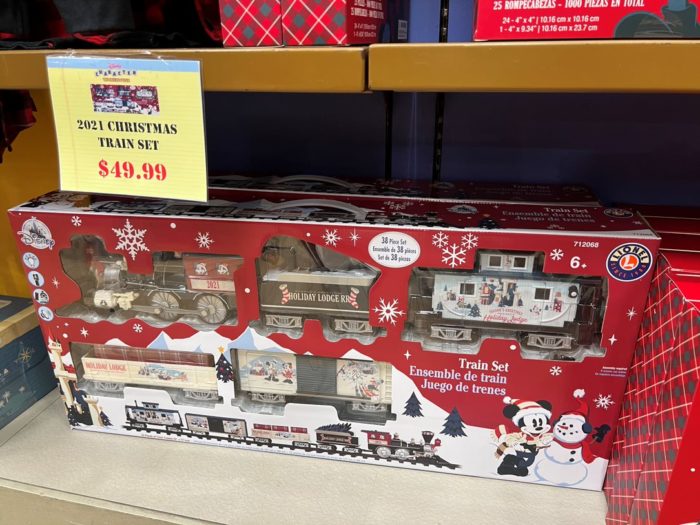 25 ROMPECABEZAS - 1000 PIEZAS EN TOTAL
24 - 4" x 4" | 10.16 cm x 10.16 cm
1 - 4" x 9.34" | 10.16 cm x 23.7 cm
CHARACTER
2021 CHRISTMAS
TRAIN SET
$49.99
Disney
Train Set
Ensemble de train
Juego de trenes
38 Piece Set
Ensemble de 38 pièces
Set de 38 piezas
712068
LIONEL
6+
2021
HOLIDAY LODGE RR
Holiday Lodge
HOLIDAY LODGE
Train Set
Ensemble de train
Juego de trenes